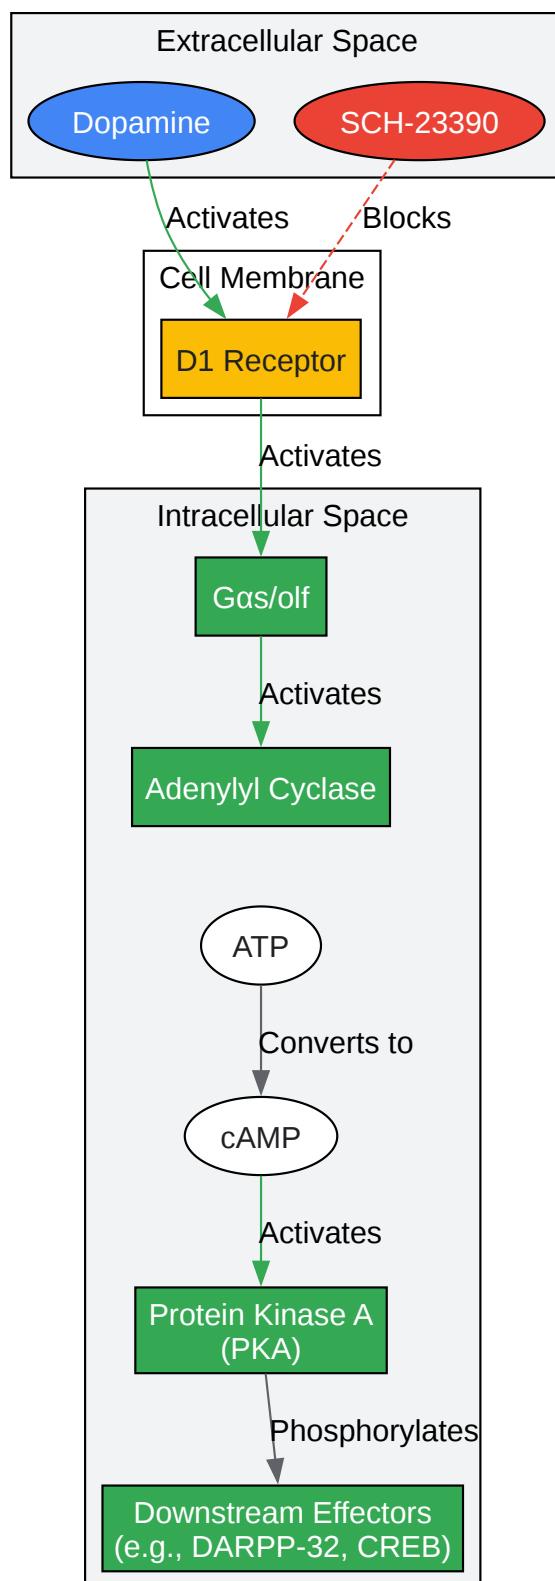 Extracellular Space
Dopamine
SCH-23390
Activates
Blocks
Cell Membrane
D1 Receptor
Activates
Intracellular Space
Gαs/olf
Activates
Adenylyl Cyclase
ATP
Converts to
cAMP
Activates
Protein Kinase A
(PKA)
Phosphorylates
Downstream Effectors
(e.g., DARPP-32, CREB)